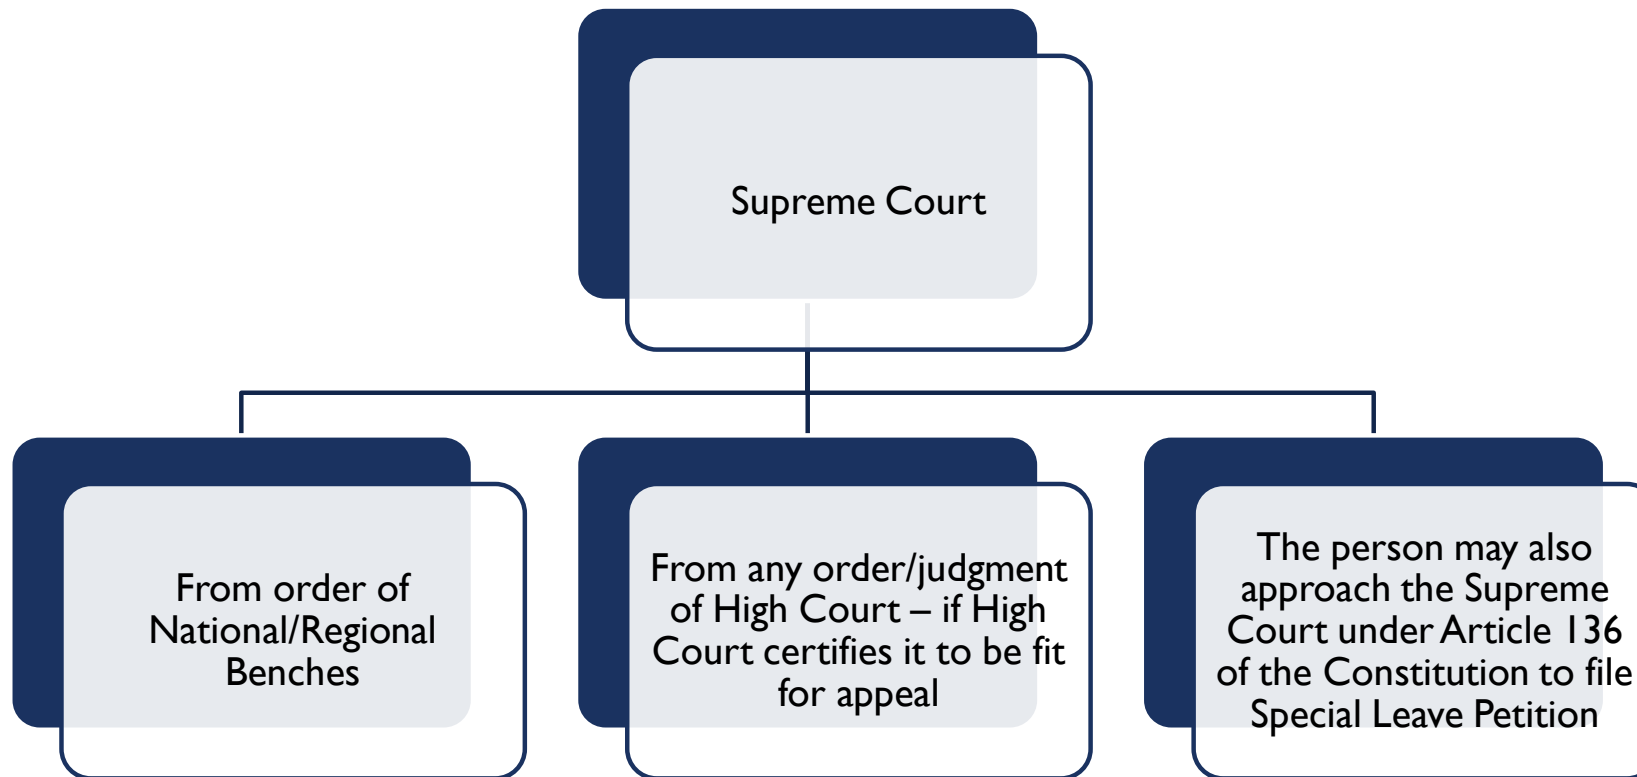 Supreme Court
From order of
National/Regional
Benches
From any order/judgment
of High Court – if High
Court certifies it to be fit
for appeal
The person may also
approach the Supreme
Court under Article 136
of the Constitution to file
Special Leave Petition